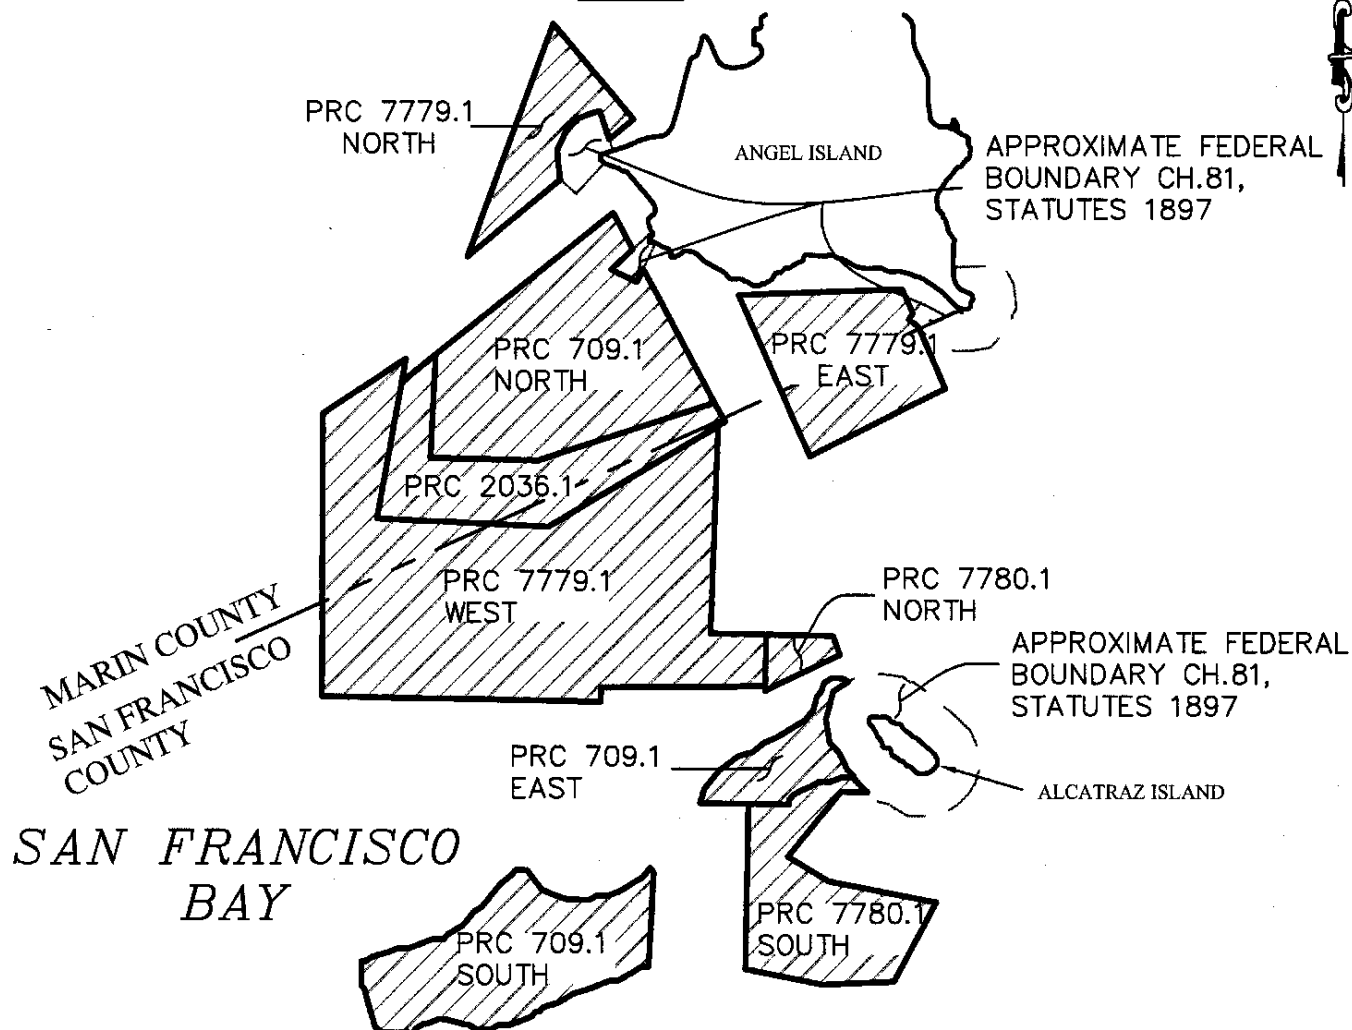 PRC 7779.1
NORTH
ANGEL ISLAND
APPROXIMATE FEDERAL
BOUNDARY CH.81,
STATUTES 1897
PRC 709.1
NORTH
PRC 7779.1
EAST
PRC 2036.1
PRC 7779.1
WEST
PRC 7780.1
NORTH
MARIN COUNTY
SAN FRANCISCO
COUNTY
APPROXIMATE FEDERAL
BOUNDARY CH.81,
STATUTES 1897
PRC 709.1
EAST
ALCATRAZ ISLAND
SAN FRANCISCO
BAY
PRC 7780.1
SOUTH
PRC 709.1
SOUTH